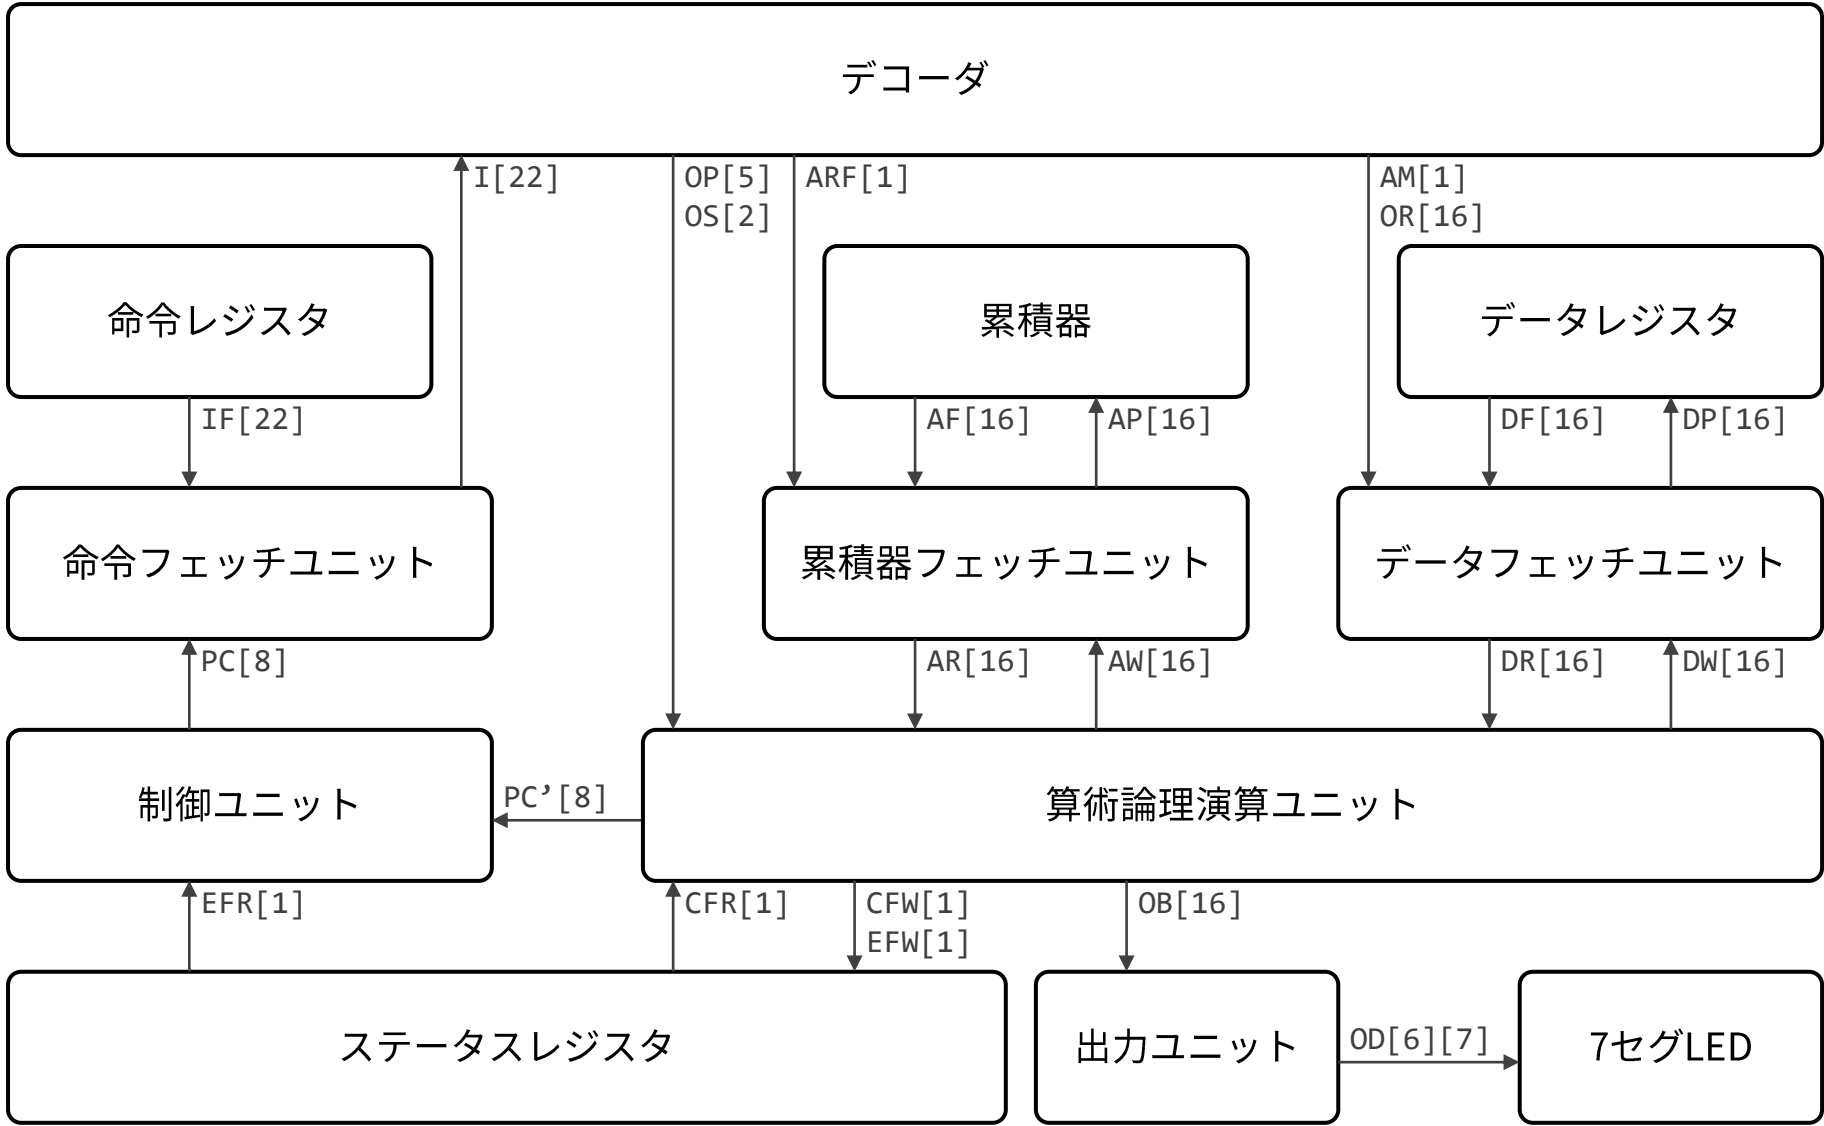 デコーダ
I[22]
OP[5]
OS[2]
ARF[1]
AM[1]
OR[16]
命令レジスタ
累積器
データレジスタ
IF[22]
AF[16]
AP[16]
DF[16]
DP[16]
命令フェッチユニット
累積器フェッチユニット
データフェッチユニット
PC[8]
AR[16]
AW[16]
DR[16]
DW[16]
制御ユニット
PC’[8]
算術論理演算ユニット
EFR[1]
CFR[1]
CFW[1]
EFW[1]
OB[16]
ステータスレジスタ
出力ユニット
OD[6][7]
7セグLED